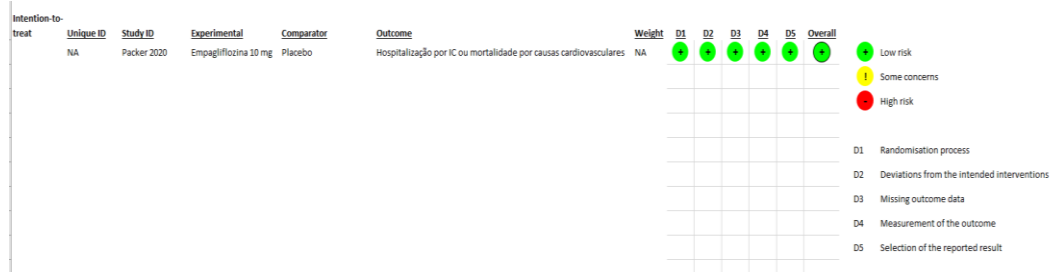 Intention-to-
treat Unique ID Study ID Experimental Comparator Outcome Weight D1 D2 D3 D4 D5 Overall
NA Packer 2020 Empagliflozina 10 mg Placebo Hospitalização por IC ou mortalidade por causas cardiovasculares NA + + + + + +
+ Low risk
! Some concerns
- High risk
D1 Randomisation process
D2 Deviations from the intended interventions
D3 Missing outcome data
D4 Measurement of the outcome
D5 Selection of the reported result